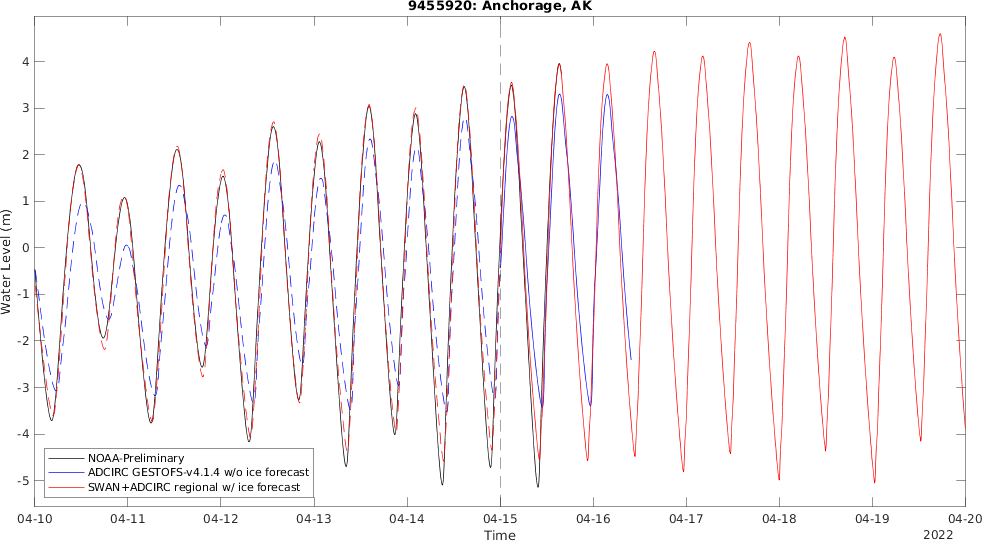 9455920: Anchorage, AK
Water Level (m)
4
3
2
1
0
-1
-2
-3
-4
-5
NOAA-Preliminary
ADCIRC GESTOFS-v4.1.4 w/o ice forecast
SWAN+ADCIRC regional w/ ice forecast
04-10 04-11 04-12 04-13 04-14 04-15 04-16 04-17 04-18 04-19 04-20
Time
2022